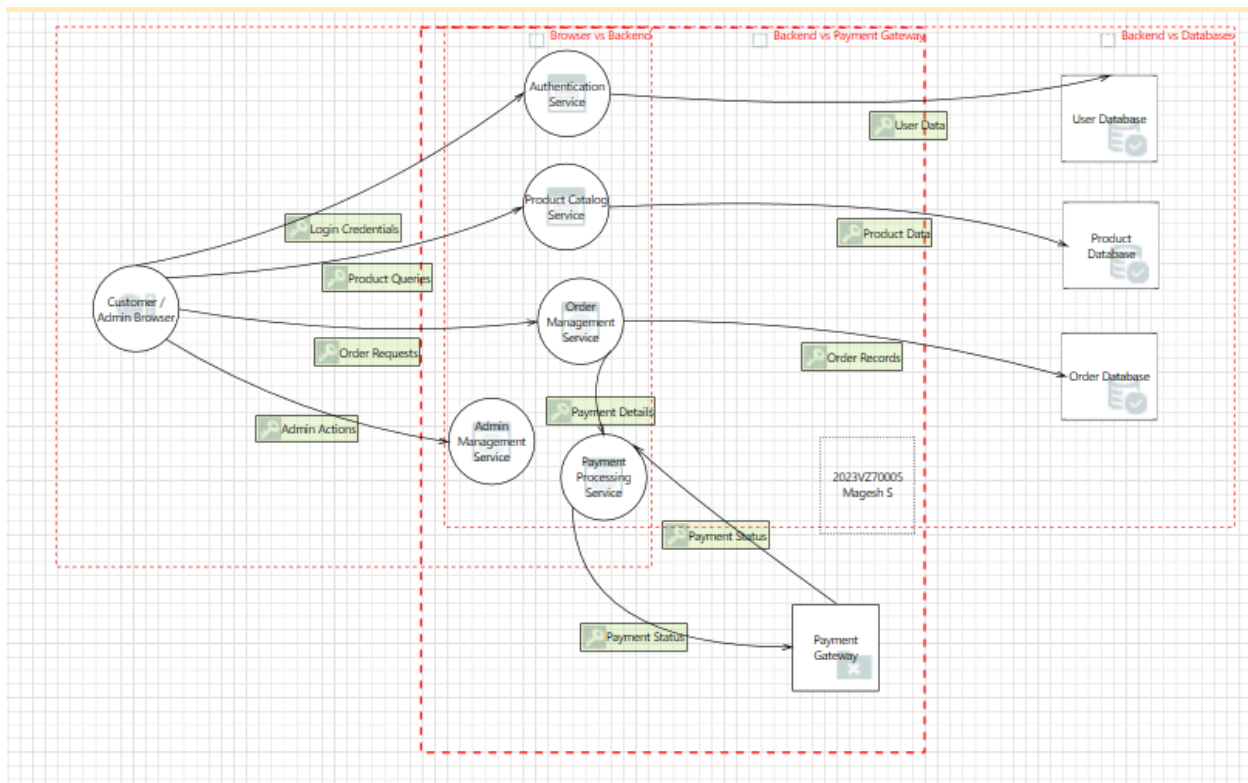 Browser vs Backend
Backend vs Payment Gateway
Backend vs Databases
Authentication
Service
User Database
User Data
Product Catalog
Service
Login Credentials
Product Data
Product
Database
Product Queries
Customer /
Admin Browser
Order
Management
Service
Order Requests
Order Records
Order Database
Payment Details
Admin Actions
Admin
Management
Service
Payment
Processing
Service
2023VZ70005
Magesh S
Payment Status
Payment Status
Payment
Gateway